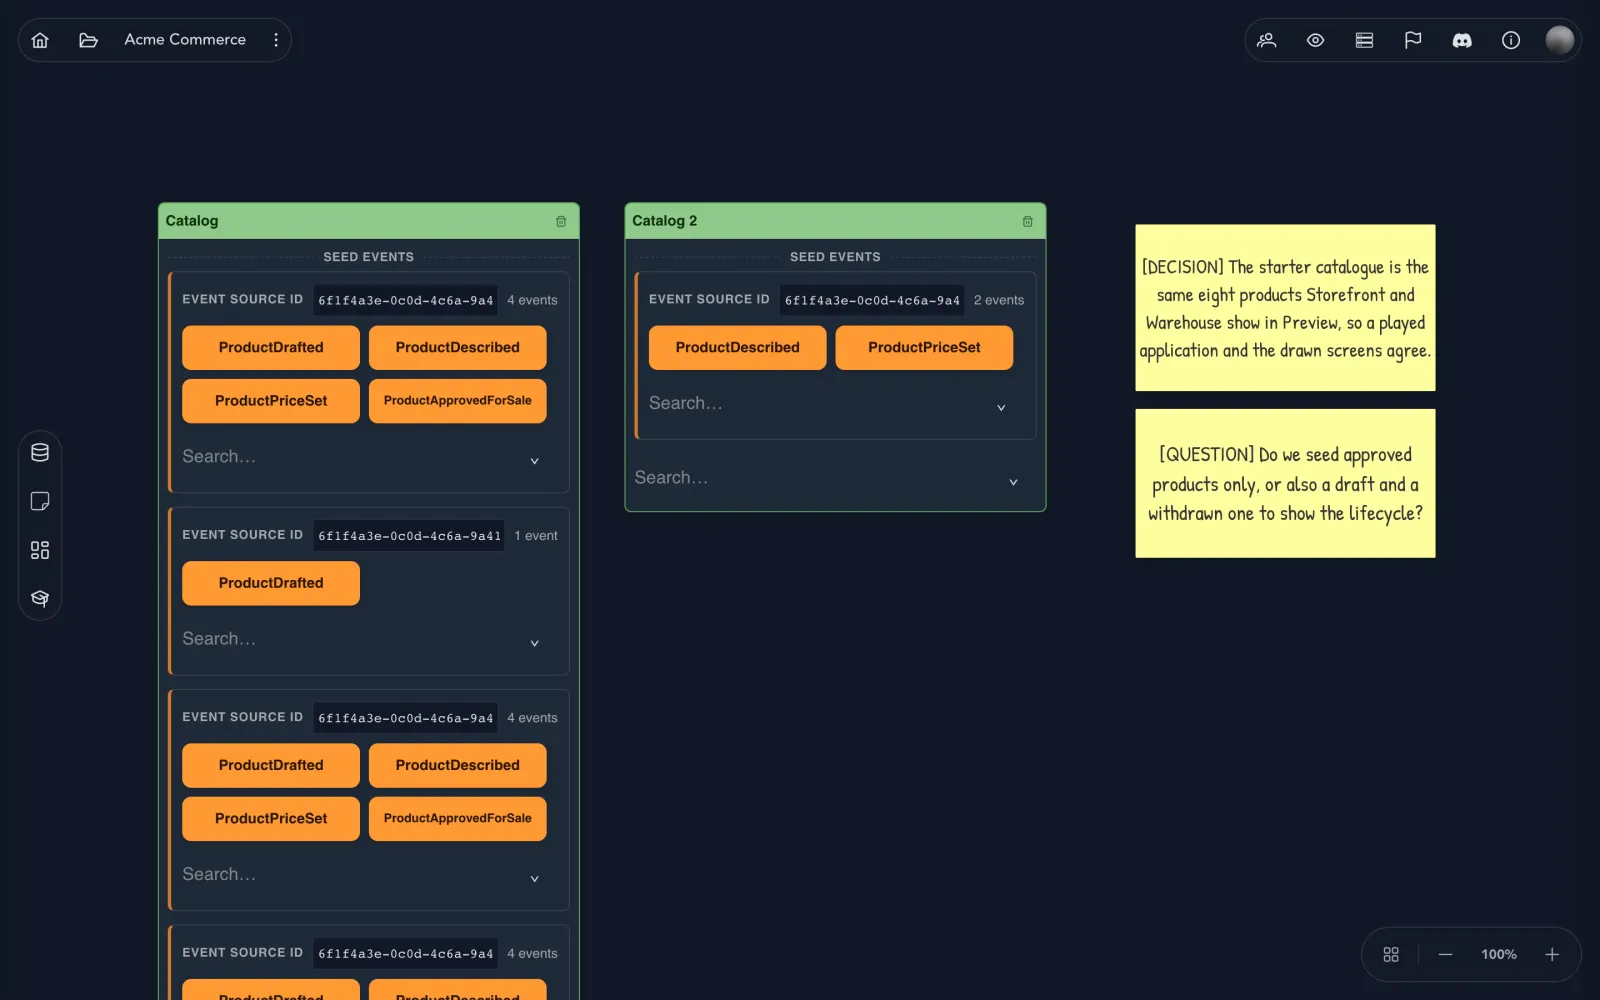 Acme Commerce
Catalog
SEED EVENTS
EVENT SOURCE ID 6f1f4a3e-0c0d-4c6a-9a4 4 events
ProductDrafted ProductDescribed
ProductPriceSet ProductApprovedForSale
Search...
EVENT SOURCE ID 6f1f4a3e-0c0d-4c6a-9a41 1 event
ProductDrafted
Search...
EVENT SOURCE ID 6f1f4a3e-0c0d-4c6a-9a4 4 events
ProductDrafted ProductDescribed
ProductPriceSet ProductApprovedForSale
Search...
EVENT SOURCE ID 6f1f4a3e-0c0d-4c6a-9a4 4 events
ProductDrafted ProductDescribed
Catalog 2
SEED EVENTS
EVENT SOURCE ID 6f1f4a3e-0c0d-4c6a-9a4 2 events
ProductDescribed ProductPriceSet
Search...
Search...
[DECISION] The starter catalogue is the
same eight products Storefront and
Warehouse show in Preview, so a played
application and the drawn screens agree.
[QUESTION] Do we seed approved
products only, or also a draft and a
withdrawn one to show the lifecycle?
100%